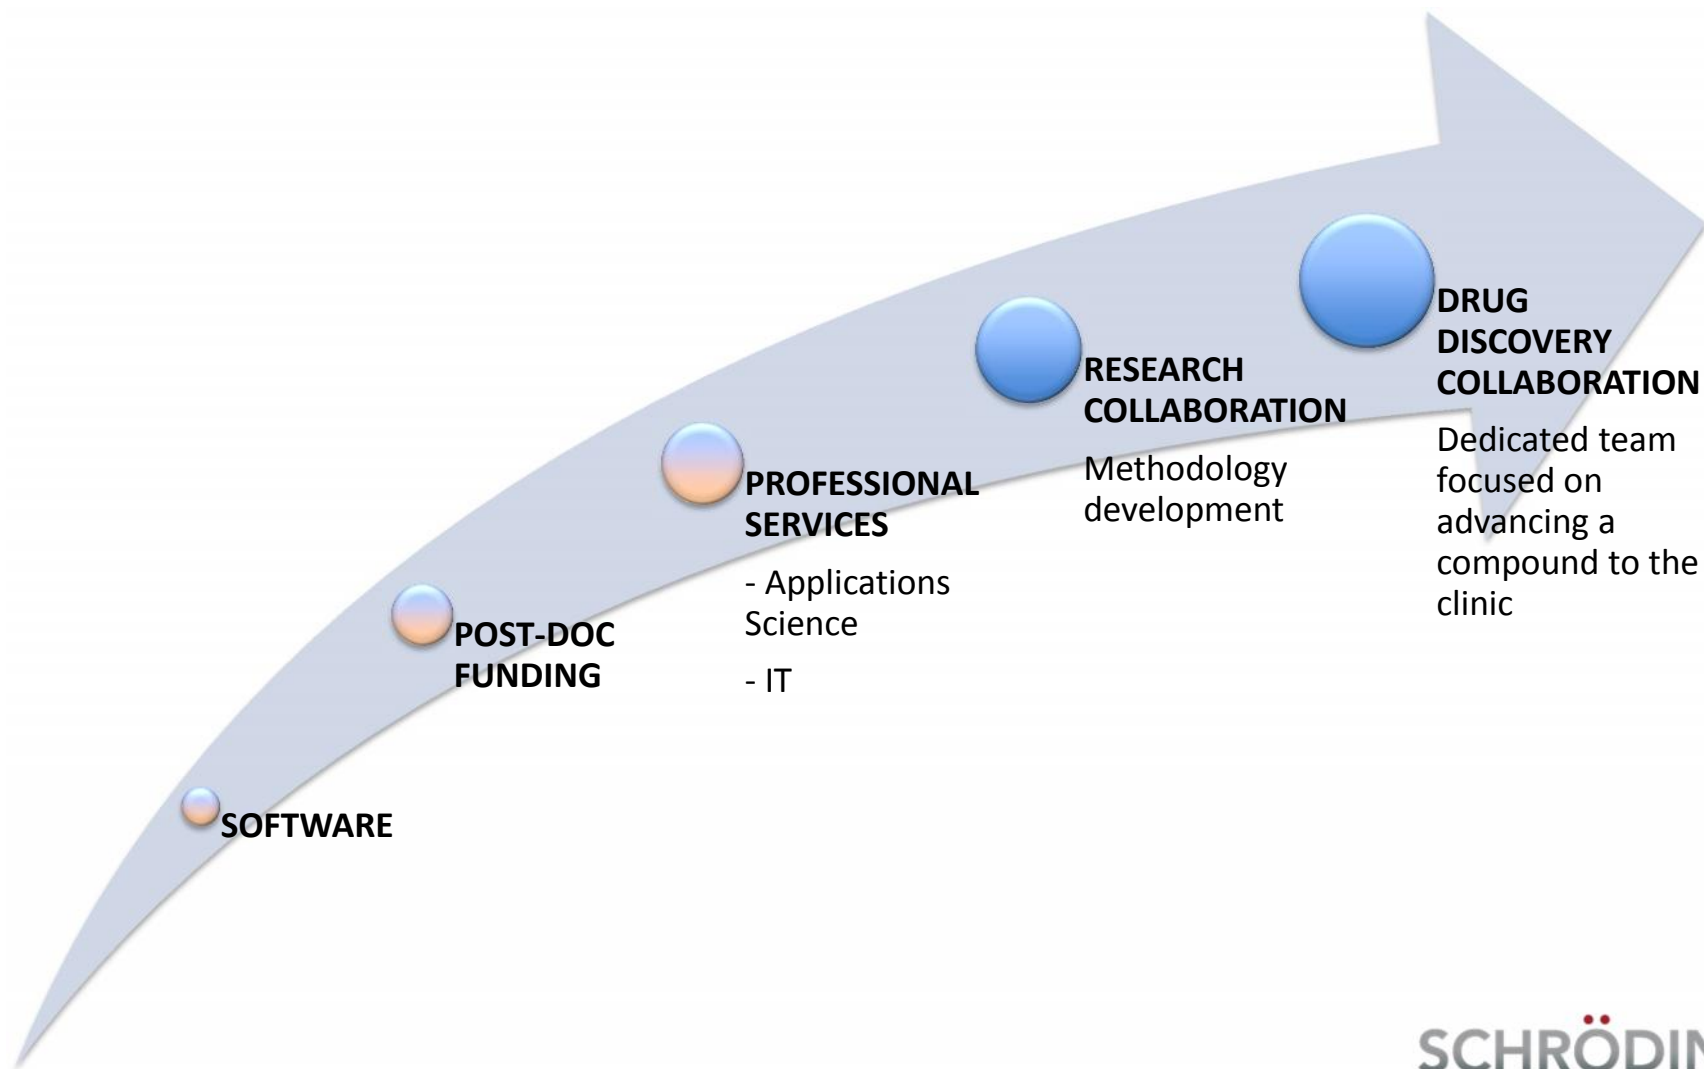 DRUG
DISCOVERY
COLLABORATION
Dedicated team
focused on
advancing a
compound to the
clinic
RESEARCH
COLLABORATION
Methodology
development
PROFESSIONAL
SERVICES
- Applications
Science
- IT
POST-DOC
FUNDING
SOFTWARE
SCHRÖDIN